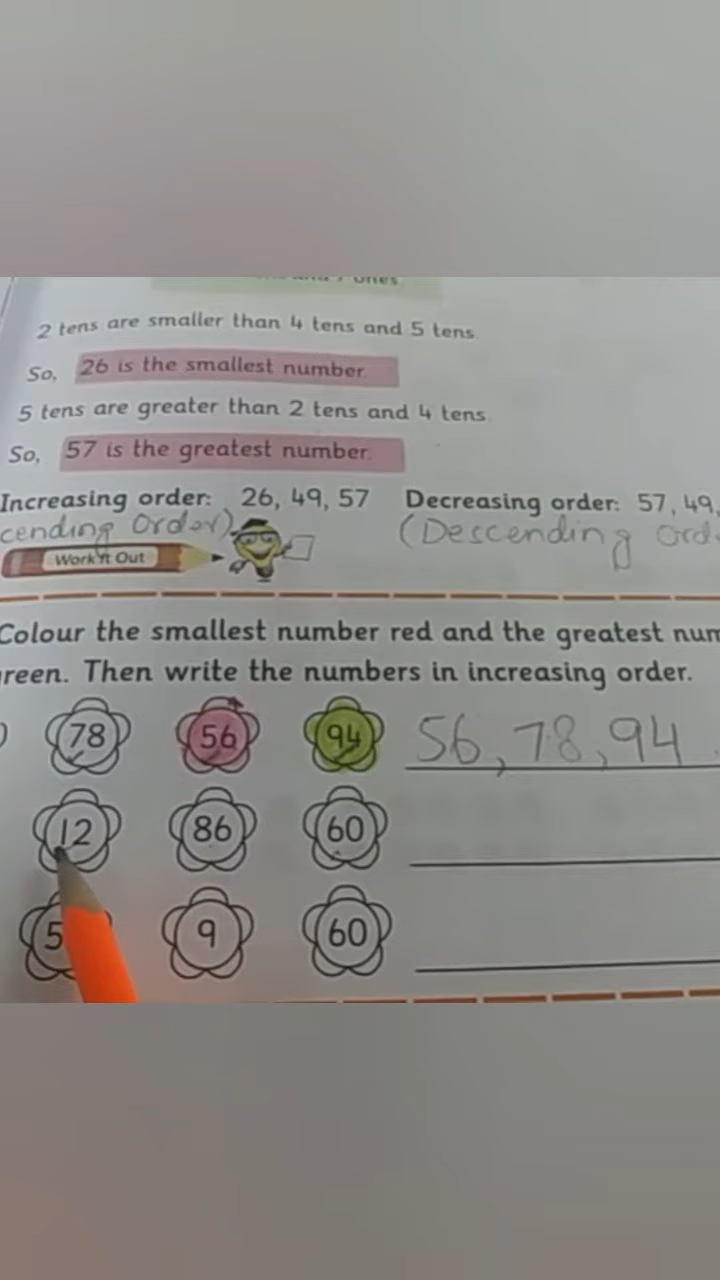 2 tens are smaller than 4 tens and 5 tens.
So, 26 is the smallest number.
5 tens are greater than 2 tens and 4 tens.
So, 57 is the greatest number.
Increasing order: 26, 49, 57 Decreasing order: 57, 49,
cending Order) (Descending Ord
Work It Out
Colour the smallest number red and the greatest num
reen. Then write the numbers in increasing order.
) 78 56 94 56, 78, 94
12 86 60
5 9 60